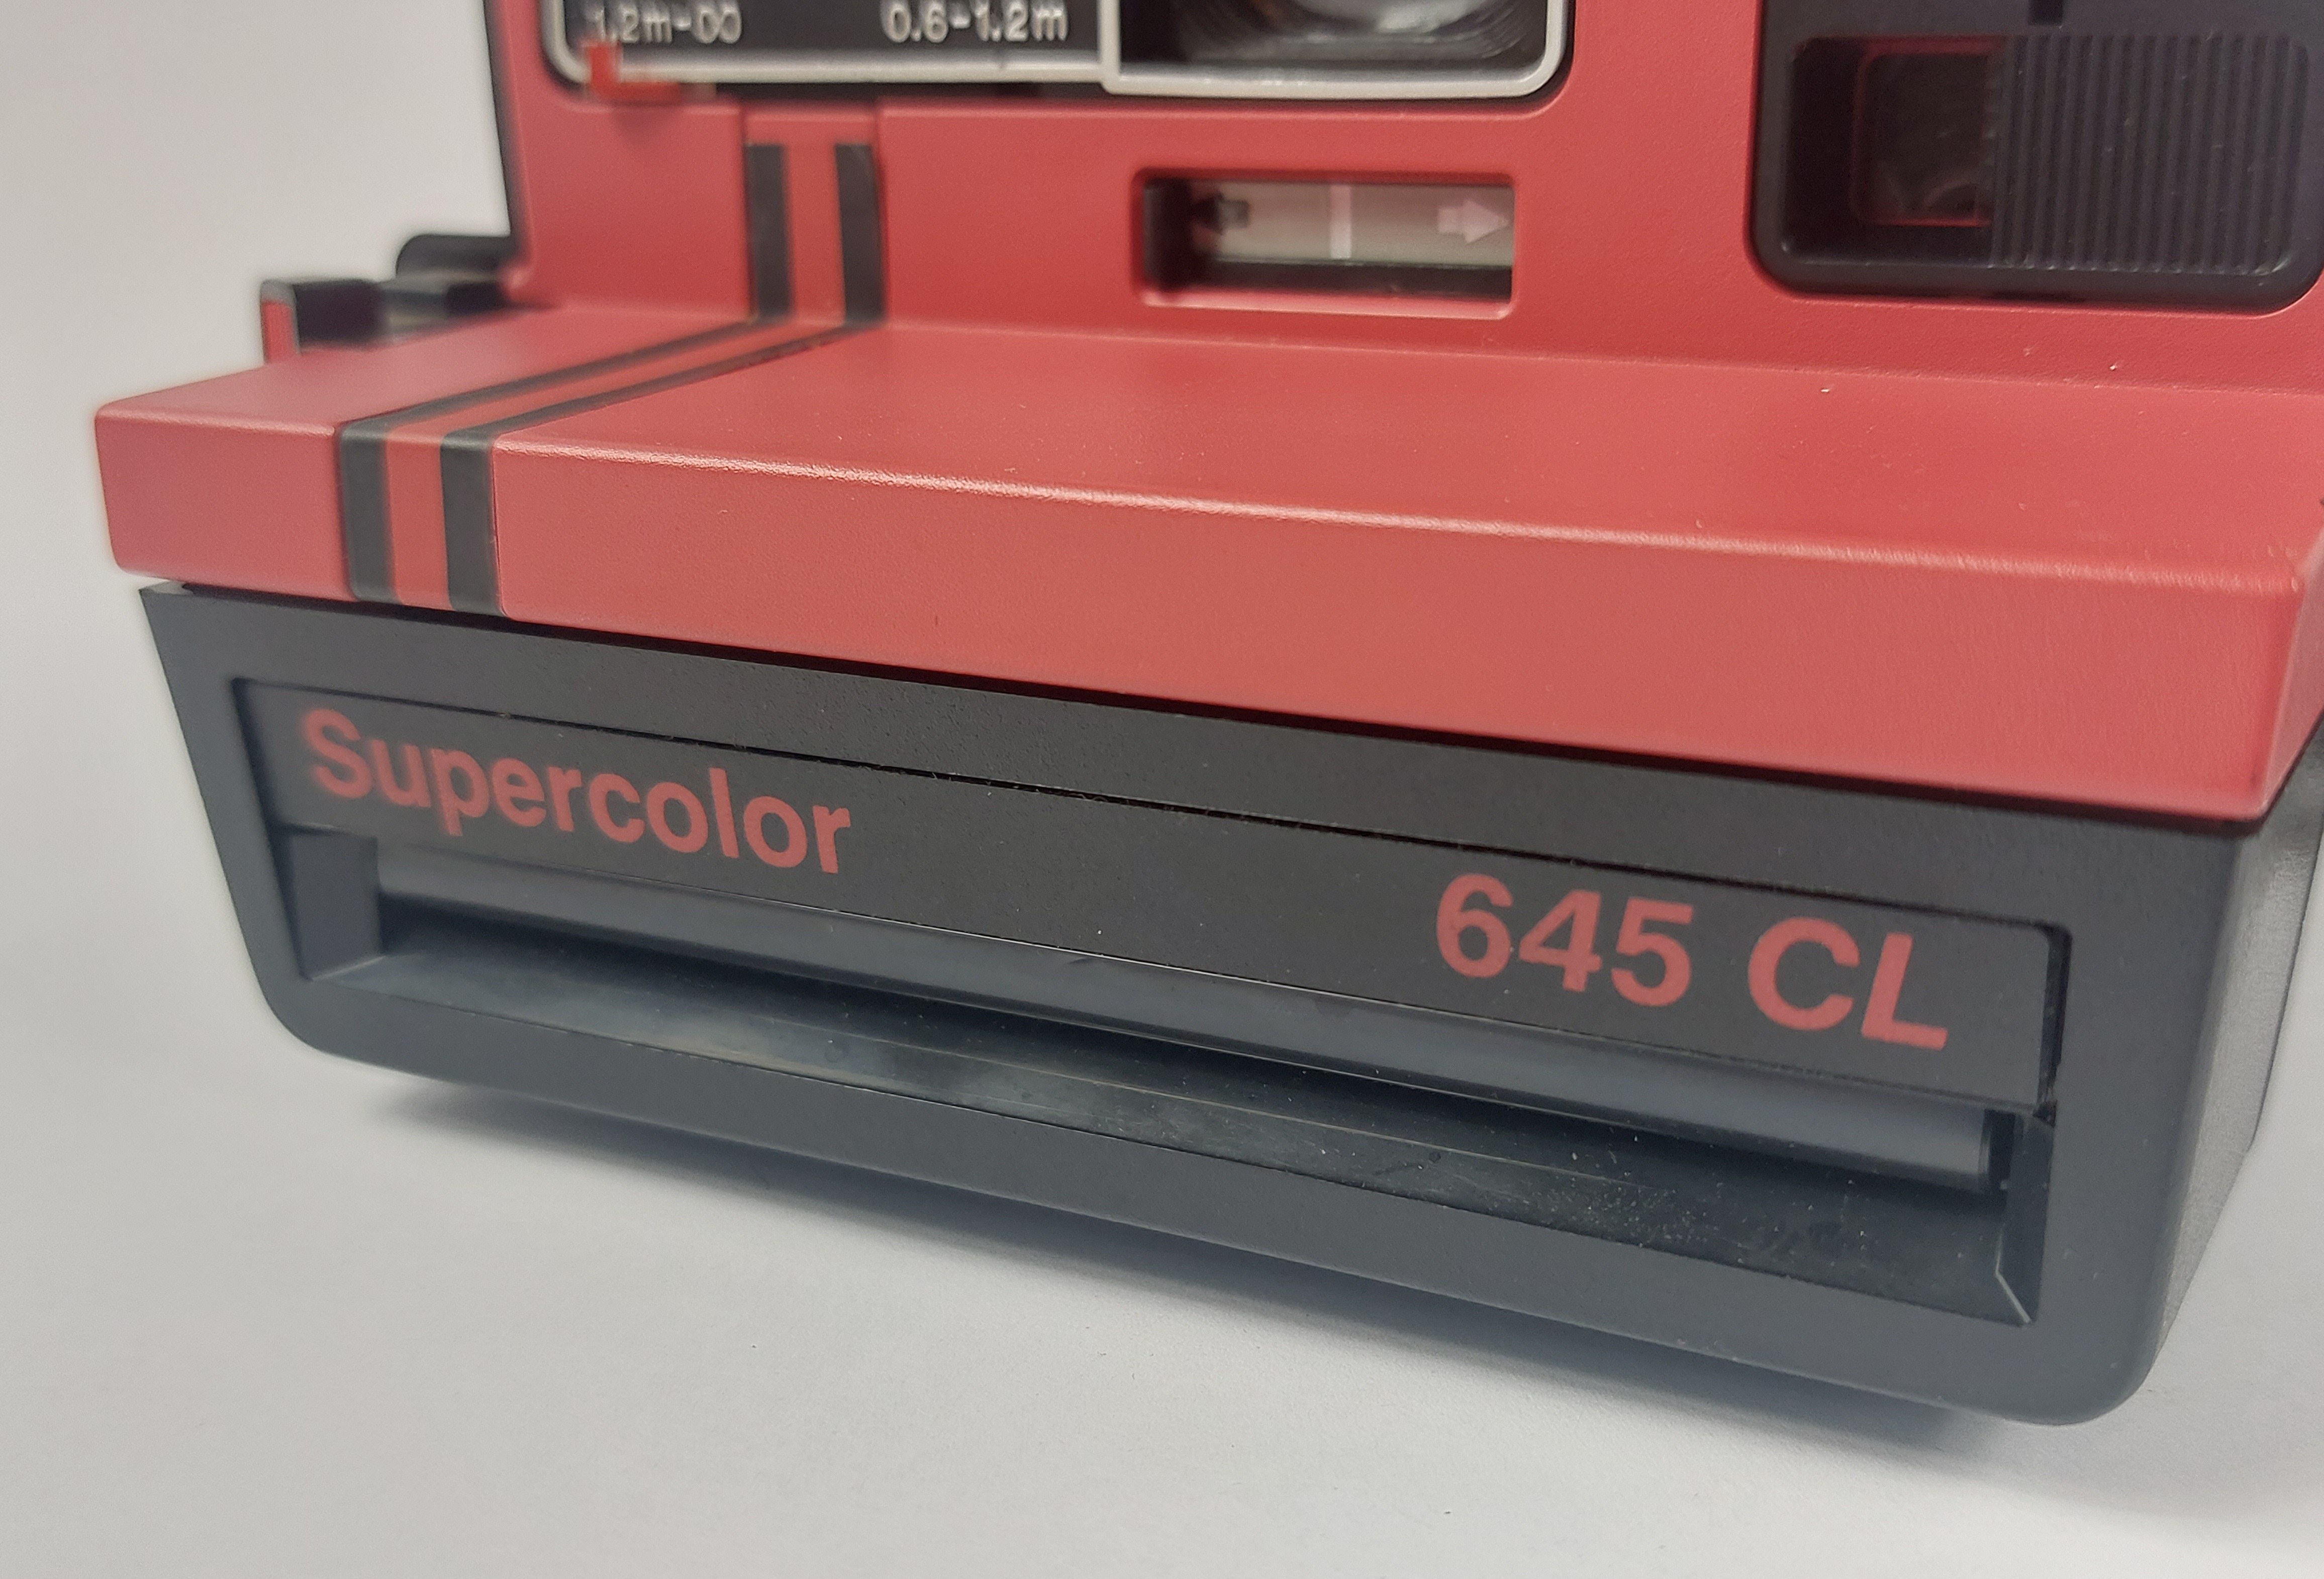 1.2m-∞
0.6-1.2m
Supercolor
645 CL